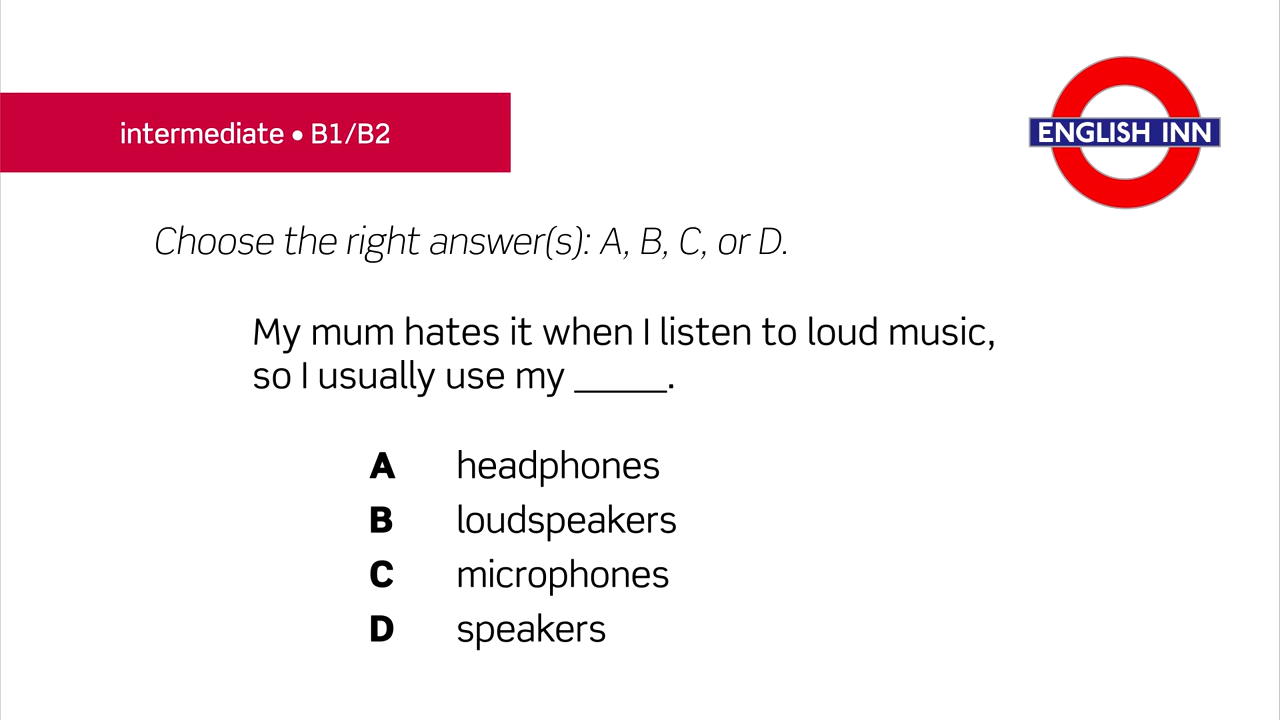 ENGLISH INN
intermediate • B1/B2
Choose the right answer(s): A, B, C, or D.
My mum hates it when I listen to loud music,
so I usually use my _____.
A headphones
B loudspeakers
C microphones
D speakers